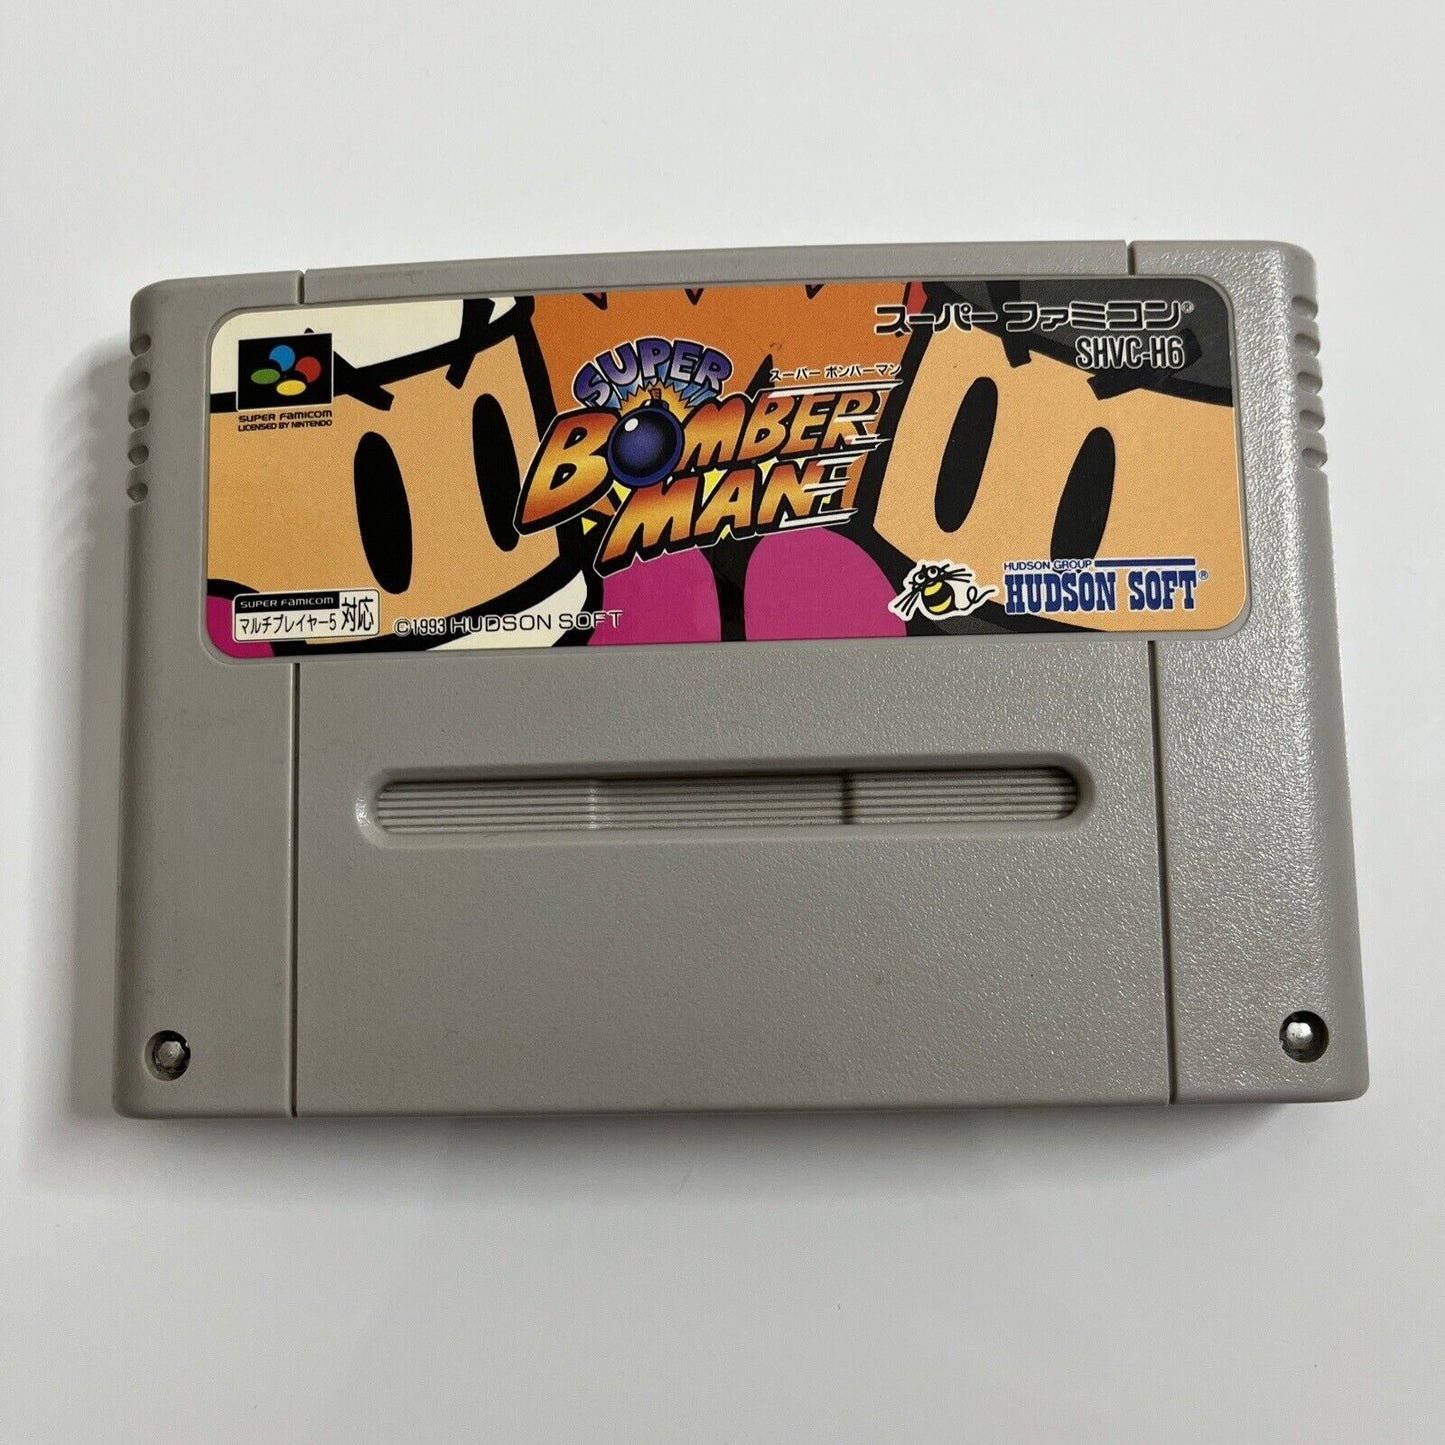 スーパーファミコン®
SHVC-H6
SUPER FAMICOM
LICENSED BY NINTENDO
スーパー ボンバーマン
SUPER
BOMBER
MAN
HUDSON GROUP
HUDSON SOFT®
SUPER FAMICOM
マルチプレイヤー5 対応
©1993 HUDSON SOFT